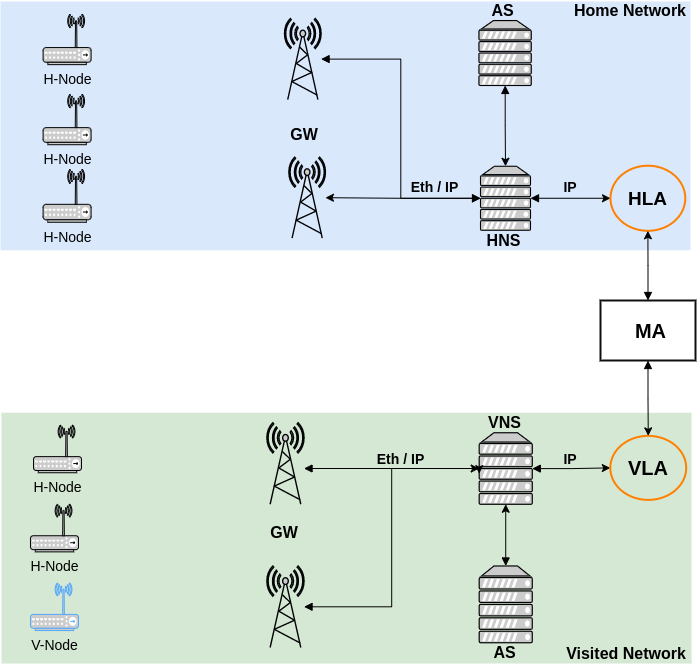 AS
Home Network
H-Node
H-Node
H-Node
GW
Eth / IP
HNS
IP
HLA
MA
VNS
Eth / IP
IP
VLA
H-Node
H-Node
V-Node
GW
AS
Visited Network